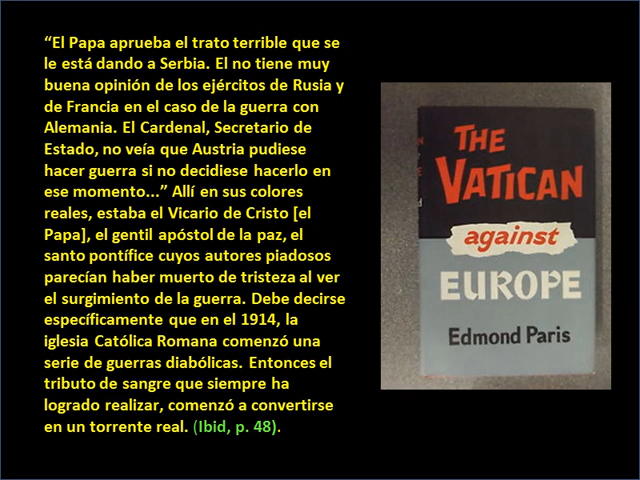 “El Papa aprueba el trato terrible que se
le está dando a Serbia. El no tiene muy
buena opinión de los ejércitos de Rusia y
de Francia en el caso de la guerra con
Alemania. El Cardenal, Secretario de
Estado, no veía que Austria pudiese
hacer guerra si no decidiese hacerlo en
ese momento...” Allí en sus colores
reales, estaba el Vicario de Cristo [el
Papa], el gentil apóstol de la paz, el
santo pontífice cuyos autores piadosos
parecían haber muerto de tristeza al ver
el surgimiento de la guerra. Debe decirse
específicamente que en el 1914, la
iglesia Católica Romana comenzó una
serie de guerras diabólicas. Entonces el
tributo de sangre que siempre ha
logrado realizar, comenzó a convertirse
en un torrente real. (Ibid, p. 48).
THE
VATICAN
against
EUROPE
Edmond Paris